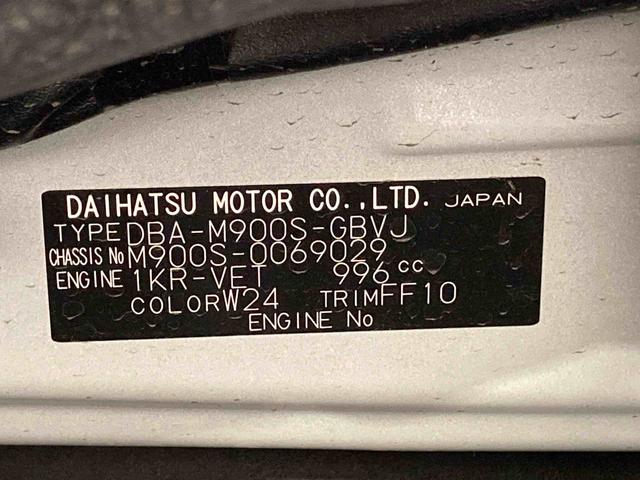 DAIHATSU MOTOR CO.,LTD. JAPAN
TYPE DBA-M900S-GBVJ
CHASSIS No M900S-0069029
ENGINE 1KR-VET 996 cc
COLOR W24 TRIM FF10
ENGINE No